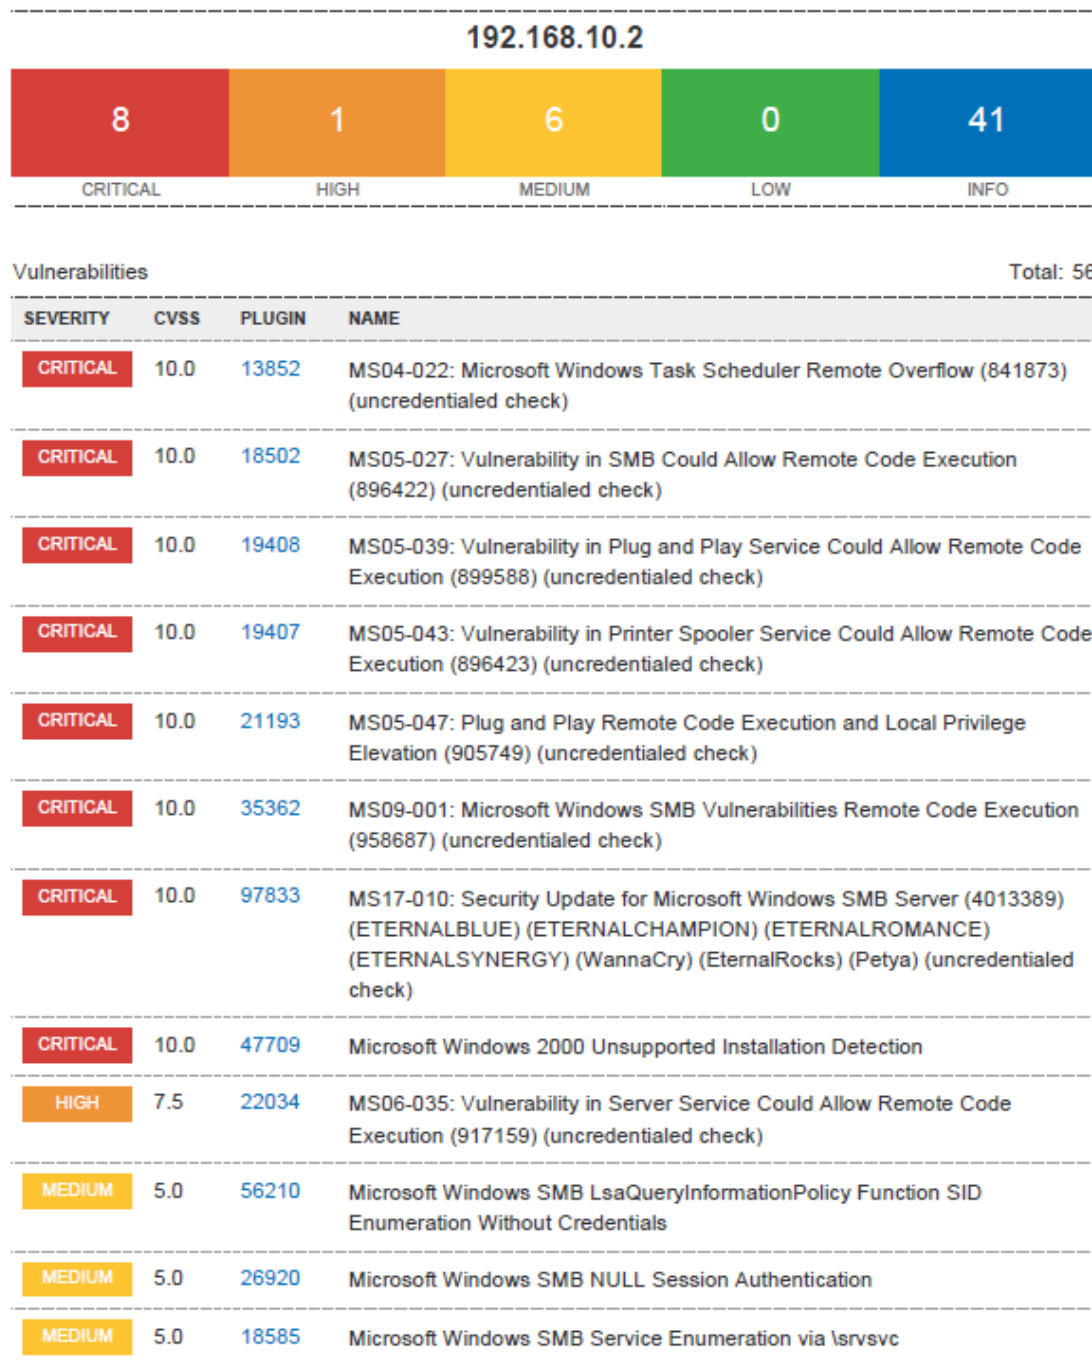 192.168.10.2
8 1 6 0 41
CRITICAL HIGH MEDIUM LOW INFO
Vulnerabilities Total: 56
SEVERITY CVSS PLUGIN NAME
CRITICAL 10.0 13852 MS04-022: Microsoft Windows Task Scheduler Remote Overflow (841873)
(uncredentialed check)
CRITICAL 10.0 18502 MS05-027: Vulnerability in SMB Could Allow Remote Code Execution
(896422) (uncredentialed check)
CRITICAL 10.0 19408 MS05-039: Vulnerability in Plug and Play Service Could Allow Remote Code
Execution (899588) (uncredentialed check)
CRITICAL 10.0 19407 MS05-043: Vulnerability in Printer Spooler Service Could Allow Remote Code
Execution (896423) (uncredentialed check)
CRITICAL 10.0 21193 MS05-047: Plug and Play Remote Code Execution and Local Privilege
Elevation (905749) (uncredentialed check)
CRITICAL 10.0 35362 MS09-001: Microsoft Windows SMB Vulnerabilities Remote Code Execution
(958687) (uncredentialed check)
CRITICAL 10.0 97833 MS17-010: Security Update for Microsoft Windows SMB Server (4013389)
(ETERNALBLUE) (ETERNALCHAMPION) (ETERNALROMANCE)
(ETERNALSYNERGY) (WannaCry) (EternalRocks) (Petya) (uncredentialed
check)
CRITICAL 10.0 47709 Microsoft Windows 2000 Unsupported Installation Detection
HIGH 7.5 22034 MS06-035: Vulnerability in Server Service Could Allow Remote Code
Execution (917159) (uncredentialed check)
MEDIUM 5.0 56210 Microsoft Windows SMB LsaQueryInformationPolicy Function SID
Enumeration Without Credentials
MEDIUM 5.0 26920 Microsoft Windows SMB NULL Session Authentication
MEDIUM 5.0 18585 Microsoft Windows SMB Service Enumeration via \srvsvc